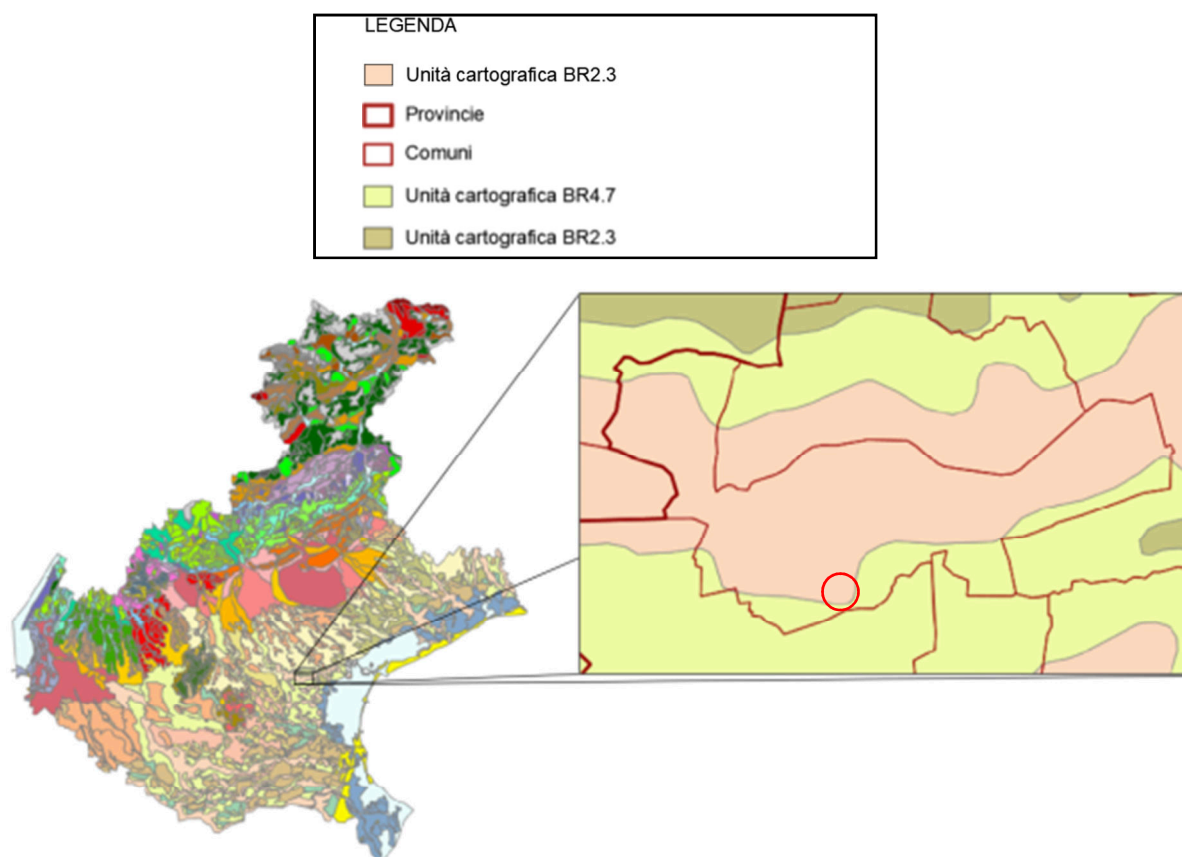 LEGENDA
Unità cartografica BR2.3
Provincie
Comuni
Unità cartografica BR4.7
Unità cartografica BR2.3